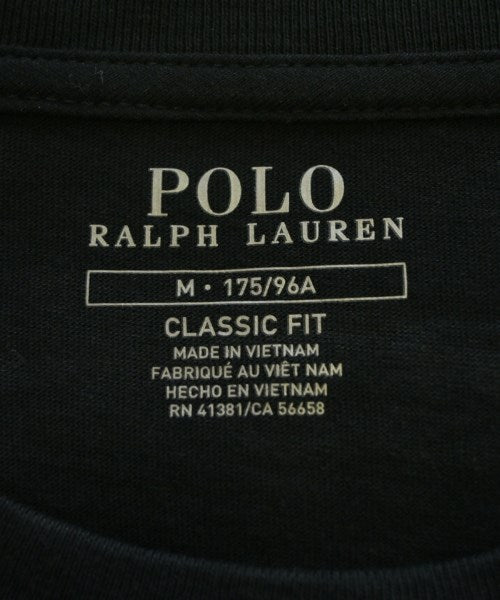 POLO
RALPH LAUREN
M • 175/96A
CLASSIC FIT
MADE IN VIETNAM
FABRIQUÉ AU VIÊT NAM
HECHO EN VIETNAM
RN 41381/CA 56658